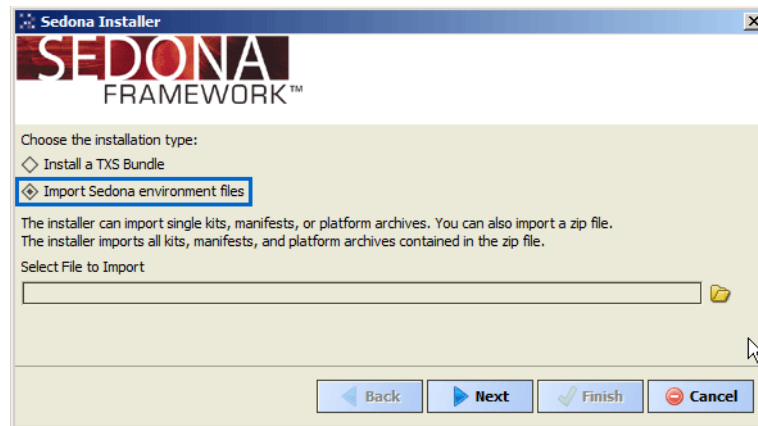 Sedona Installer
SEDONA
FRAMEWORK™
Choose the installation type:
Install a TXS Bundle
Import Sedona environment files
The installer can import single kits, manifests, or platform archives. You can also import a zip file.
The installer imports all kits, manifests, and platform archives contained in the zip file.
Select File to Import
Back Next Finish Cancel